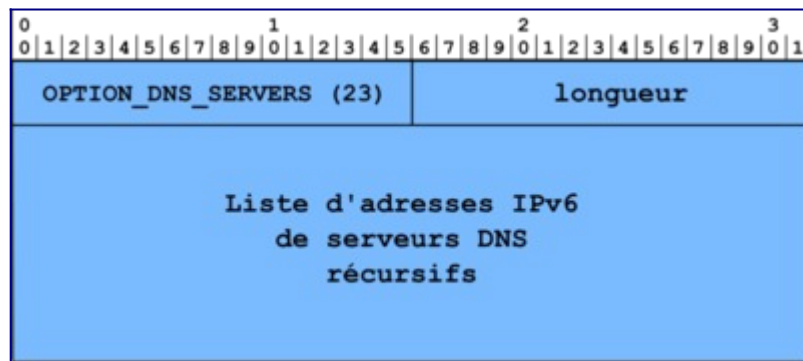 0 1 2 3
0|1|2|3|4|5|6|7|8|9|0|1|2|3|4|5|6|7|8|9|0|1|2|3|4|5|6|7|8|9|0|1
OPTION_DNS_SERVERS (23) longueur
Liste d'adresses IPv6
de serveurs DNS
récursifs